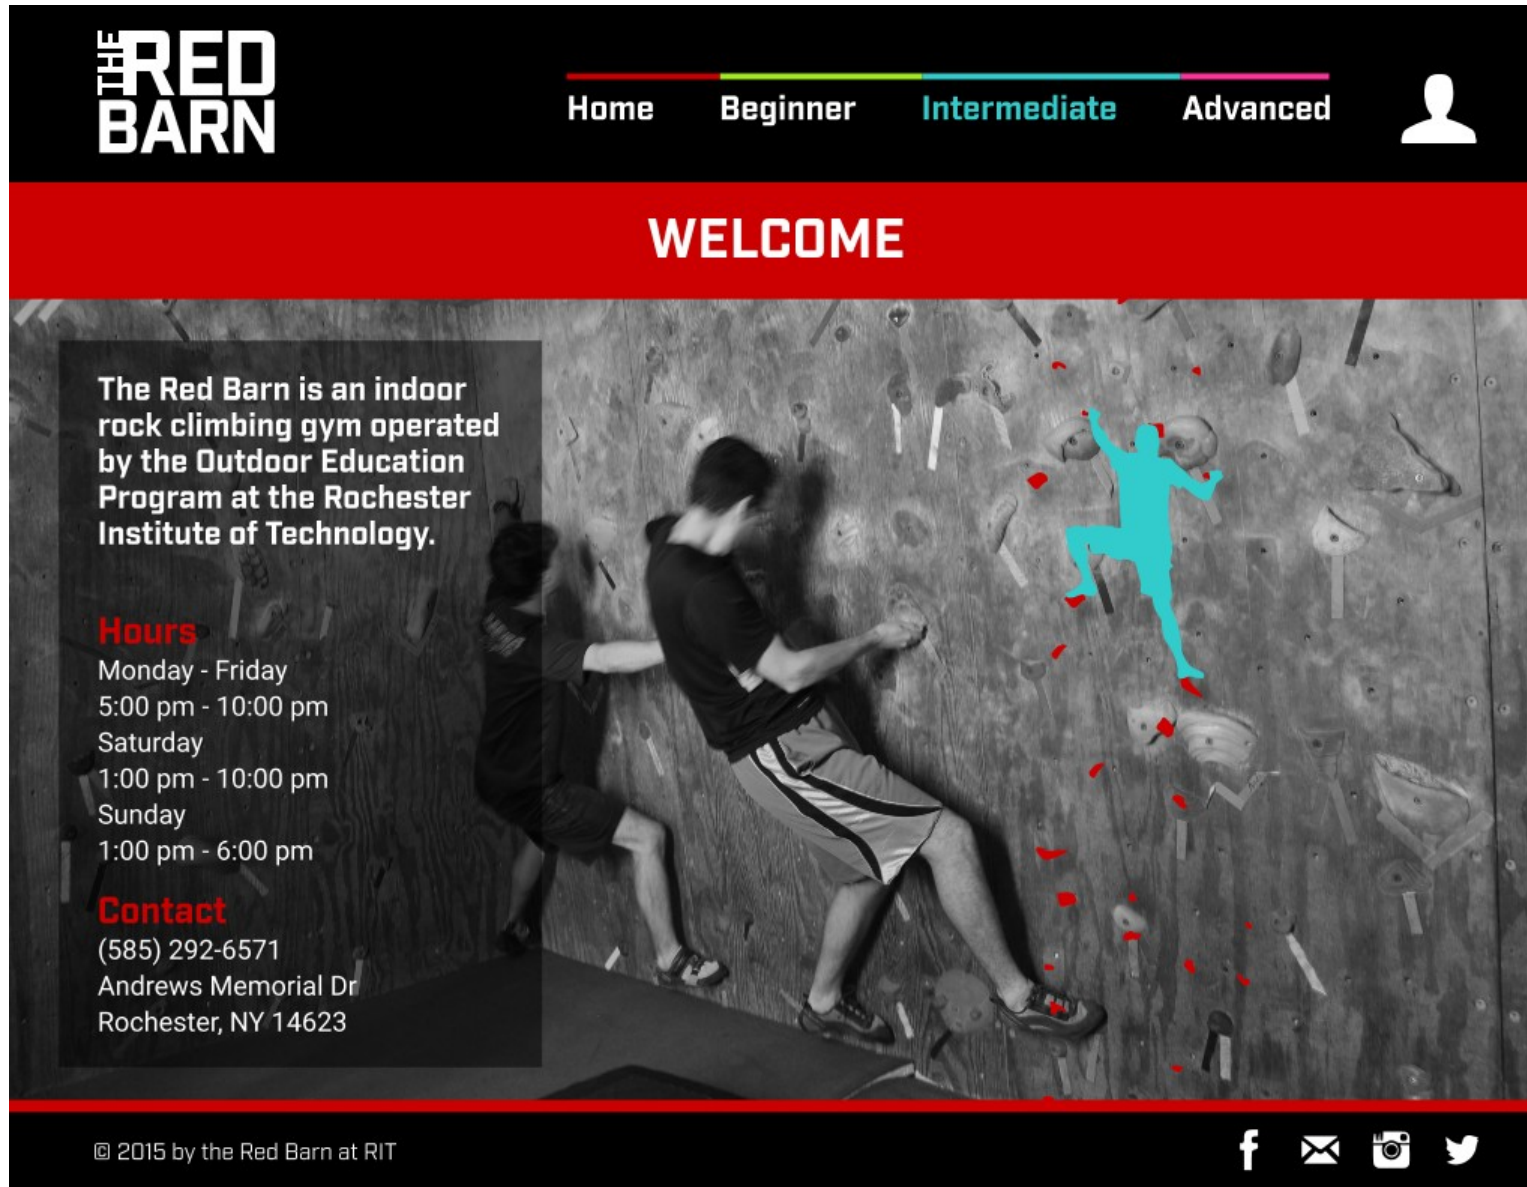 THE RED
BARN
Home Beginner Intermediate Advanced
WELCOME
The Red Barn is an indoor
rock climbing gym operated
by the Outdoor Education
Program at the Rochester
Institute of Technology.
Hours
Monday - Friday
5:00 pm - 10:00 pm
Saturday
1:00 pm - 10:00 pm
Sunday
1:00 pm - 6:00 pm
Contact
(585) 292-6571
Andrews Memorial Dr
Rochester, NY 14623
© 2015 by the Red Barn at RIT